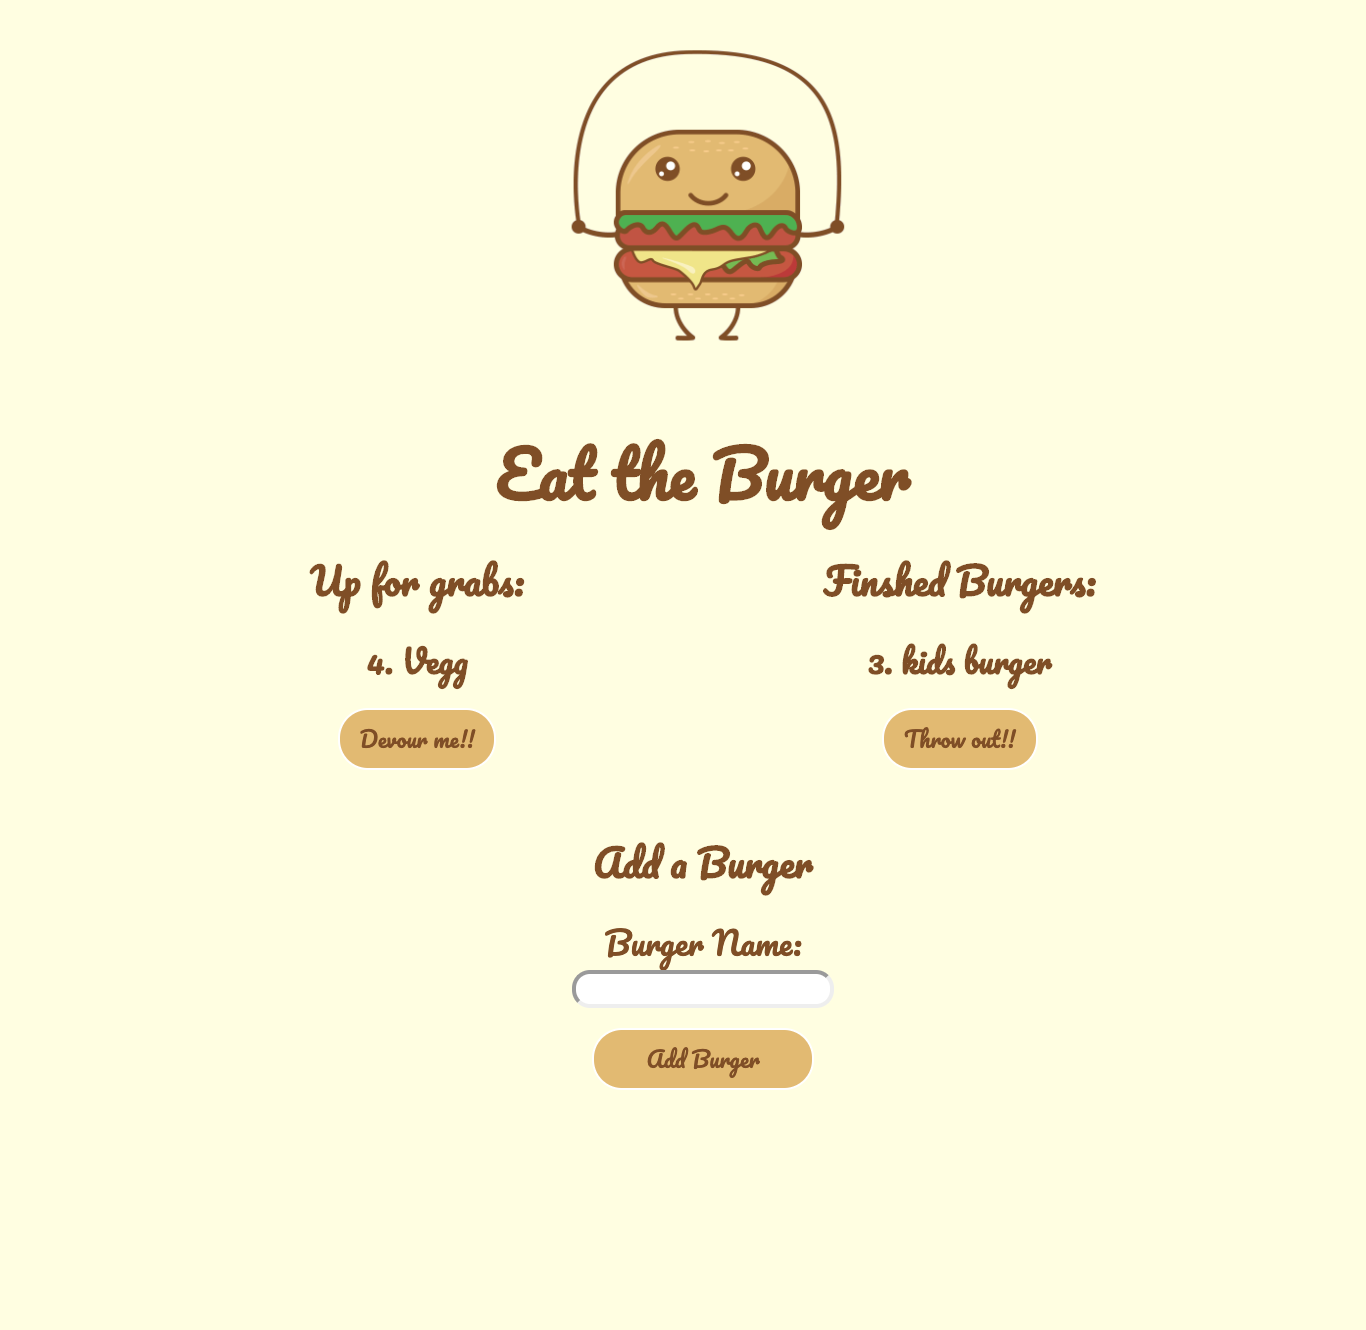 Eat the Burger
Up for grabs:
4. Vegg
Devour me!!
Finshed Burgers:
3. kids burger
Throw out!!
Add a Burger
Burger Name:
Add Burger